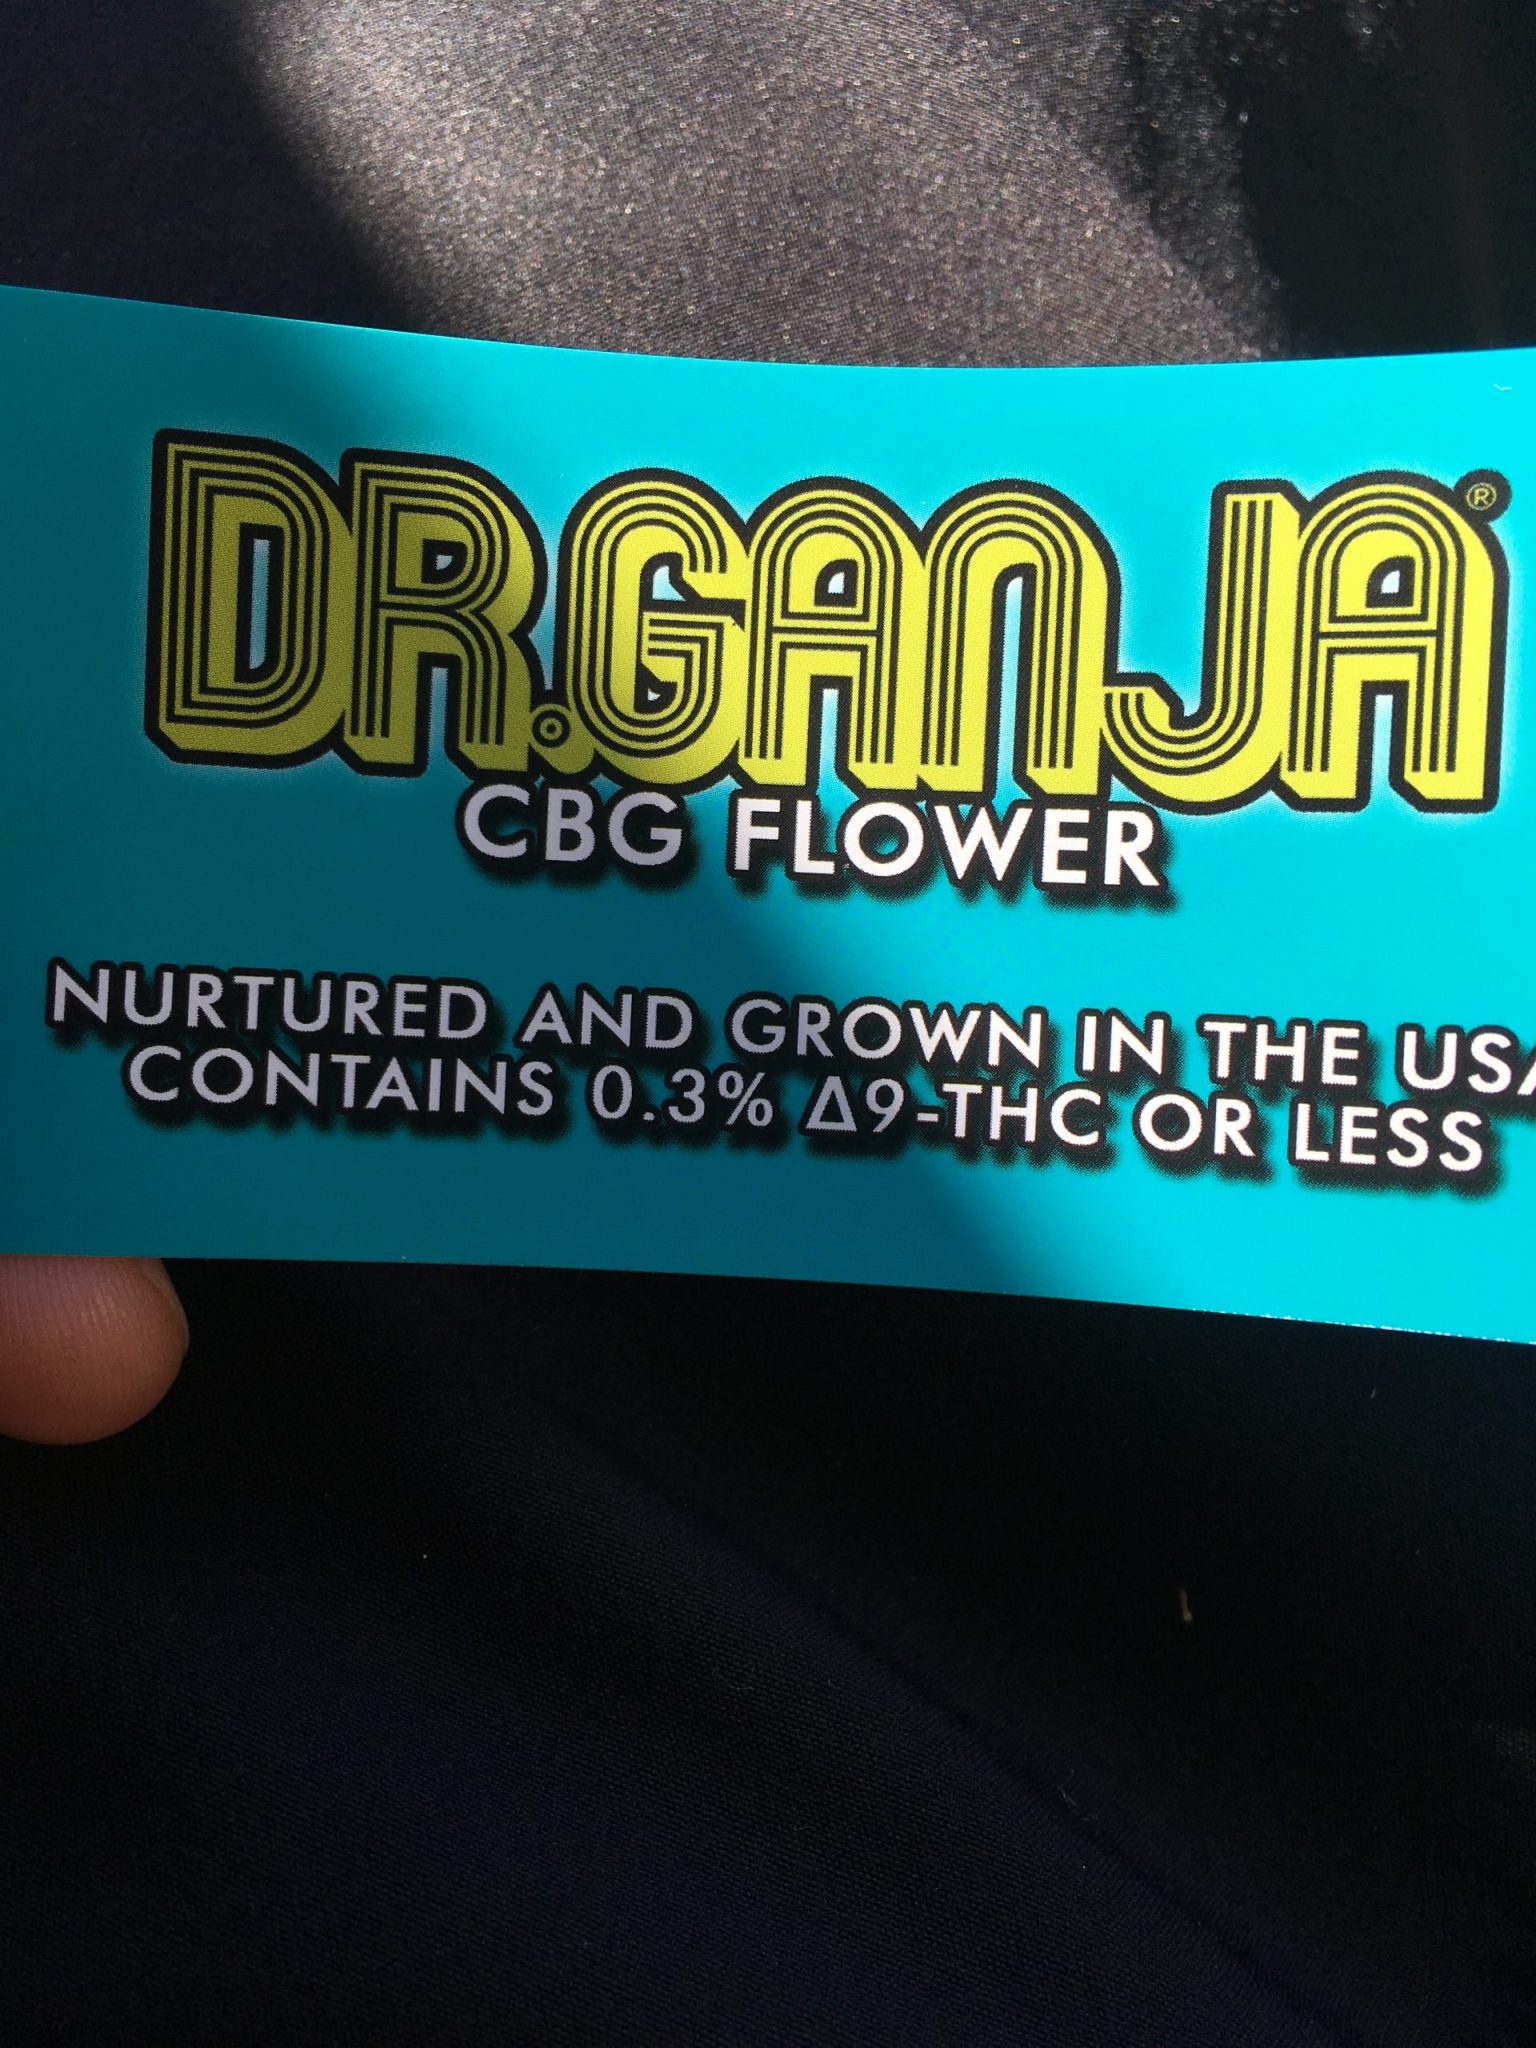 DR.GANJA®
CBG FLOWER
NURTURED AND GROWN IN THE USA
CONTAINS 0.3% Δ9-THC OR LESS